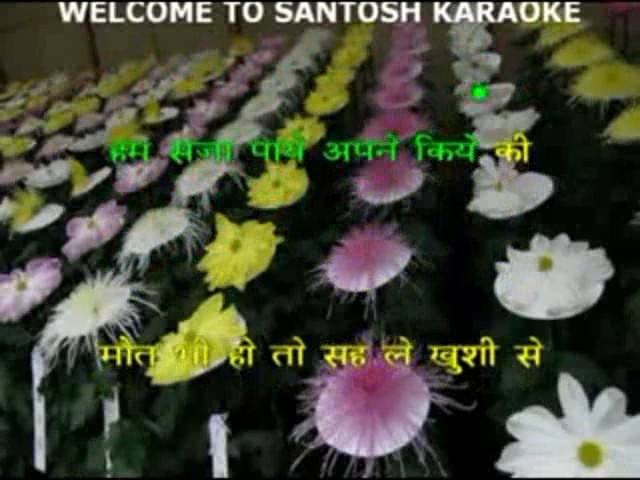 WELCOME TO SANTOSH KARAOKE
हम सजा पाये अपने किये की
मौत भी हो तो सह ले खुशी से